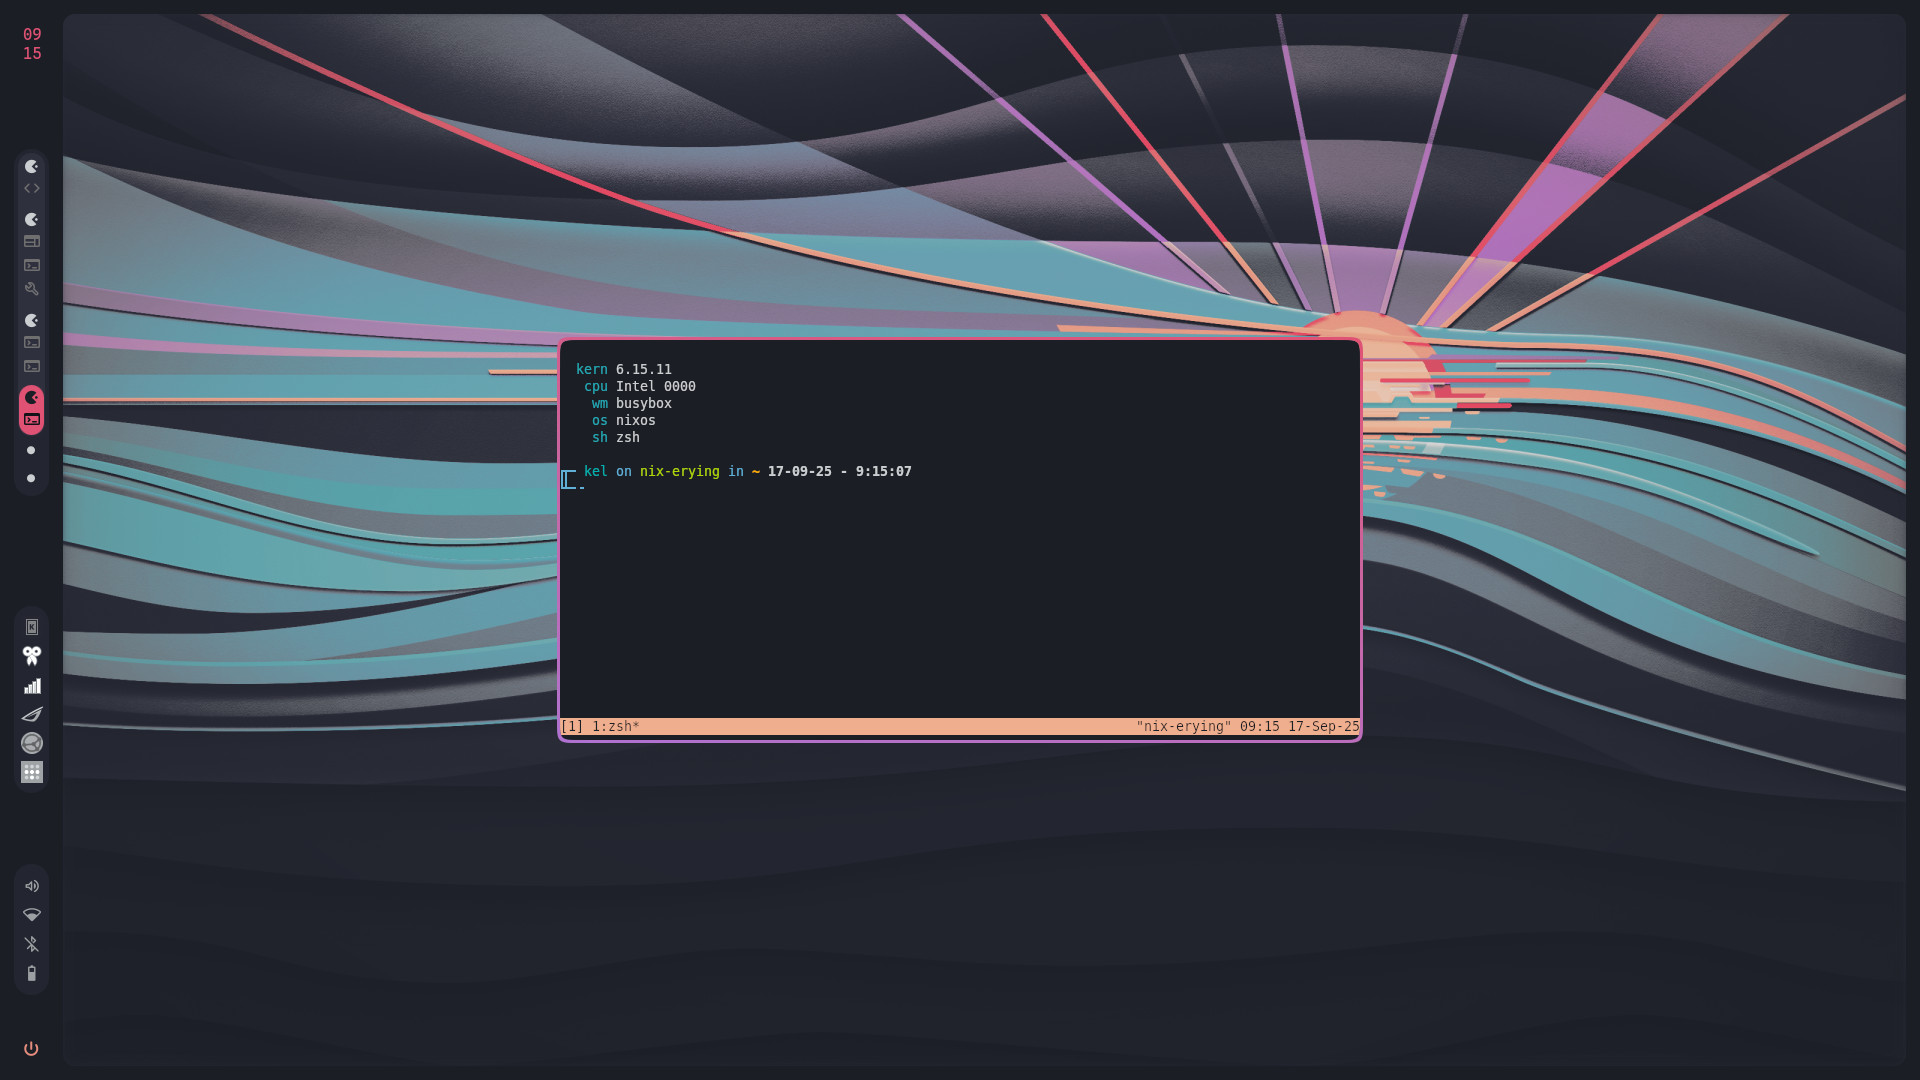 09
15
kern 6.15.11
cpu Intel 0000
wm busybox
os nixos
sh zsh
kel on nix-erying in ~ 17-09-25 - 9:15:07
[1] 1:zsh* "nix-erying" 09:15 17-Sep-25